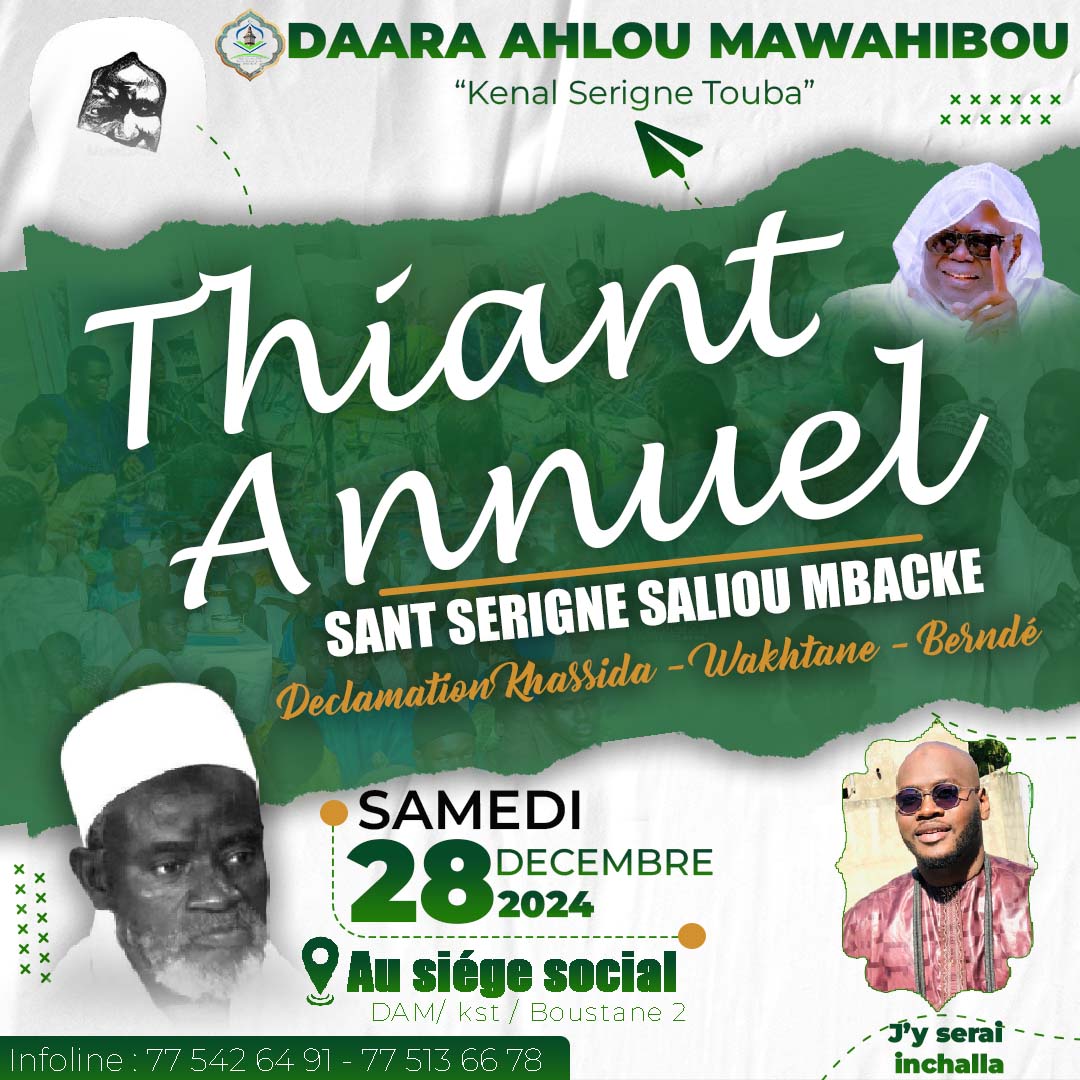 DAARA AHLOU MAWAHIBOU
“Kenal Serigne Touba”
Thiant
Annuel
SANT SERIGNE SALIOU MBACKE
Declamation Khassida - Wakhtane - Berndé
SAMEDI
28 DECEMBRE
2024
Au siége social
DAM/ kst / Boustane 2
J’y serai
inchalla
Infoline : 77 542 64 91 - 77 513 66 78